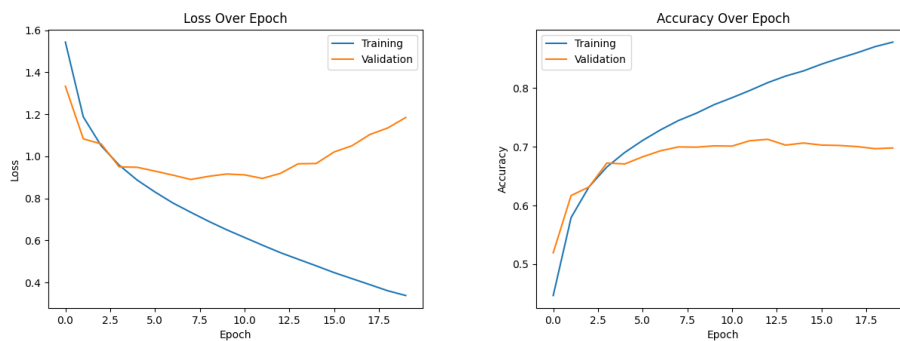 Loss Over Epoch
1.6
1.4
1.2
1.0
0.8
0.6
0.4
Loss
0.0 2.5 5.0 7.5 10.0 12.5 15.0 17.5
Epoch
Training
Validation
Accuracy Over Epoch
0.8
0.7
0.6
0.5
Accuracy
0.0 2.5 5.0 7.5 10.0 12.5 15.0 17.5
Epoch
Training
Validation